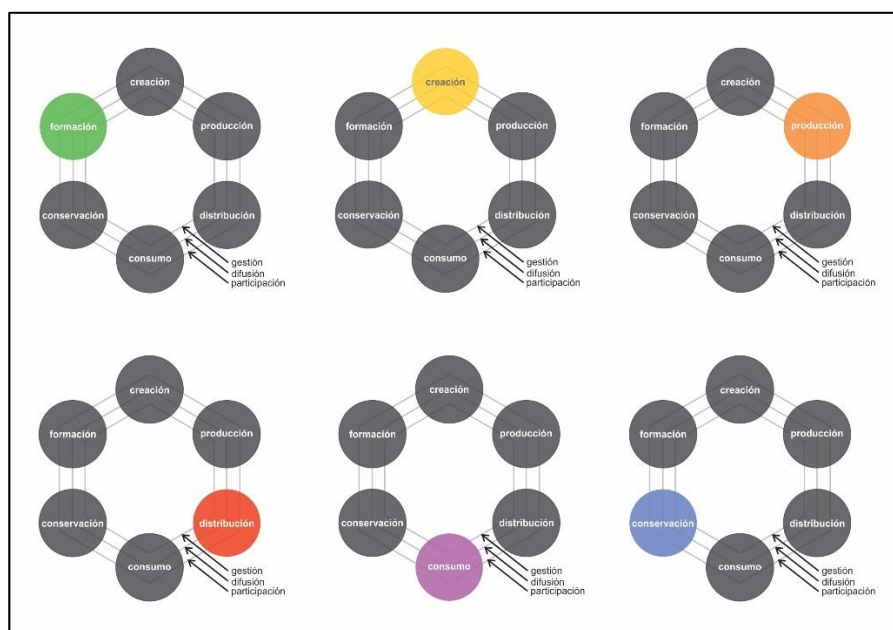 creación
formación
producción
conservación
distribución
consumo
gestión
difusión
participación
creación
formación
producción
conservación
distribución
consumo
gestión
difusión
participación
creación
formación
producción
conservación
distribución
consumo
gestión
difusión
participación
creación
formación
producción
conservación
distribución
consumo
gestión
difusión
participación
creación
formación
producción
conservación
distribución
consumo
gestión
difusión
participación
creación
formación
producción
conservación
distribución
consumo
gestión
difusión
participación